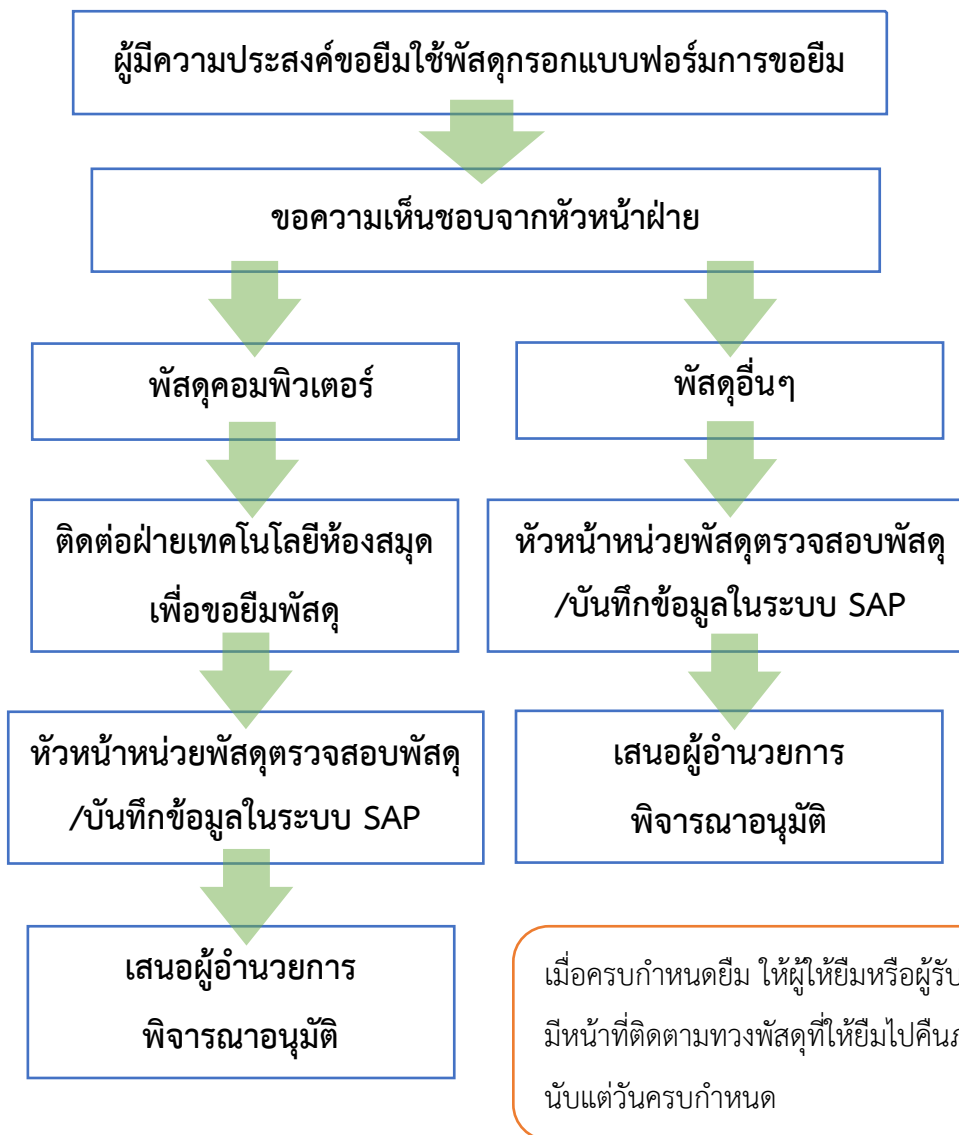 ผู้มีความประสงค์ขอยืมใช้พัสดุกรอกแบบฟอร์มการขอยืม
ขอความเห็นชอบจากหัวหน้าฝ่าย
พัสดุคอมพิวเตอร์
พัสดุอื่นๆ
ติดต่อฝ่ายเทคโนโลยีห้องสมุด
เพื่อขอยืมพัสดุ
หัวหน้าหน่วยพัสดุตรวจสอบพัสดุ
/บันทึกข้อมูลในระบบ SAP
หัวหน้าหน่วยพัสดุตรวจสอบพัสดุ
/บันทึกข้อมูลในระบบ SAP
เสนอผู้อำนวยการ
พิจารณาอนุมัติ
เสนอผู้อำนวยการ
พิจารณาอนุมัติ
เมื่อครบกำหนดยืม ให้ผู้ให้ยืมหรือผู้รับ
มีหน้าที่ติดตามทวงพัสดุที่ให้ยืมไปคืน
นับแต่วันครบกำหนด